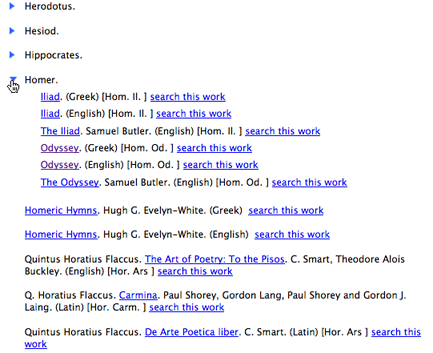 Herodotus.
Hesiod.
Hippocrates.
Homer.
Iliad. (Greek) [Hom. Il. ] search this work
Iliad. (English) [Hom. Il. ] search this work
The Iliad. Samuel Butler. (English) [Hom. Il. ] search this work
Odyssey. (Greek) [Hom. Od. ] search this work
Odyssey. (English) [Hom. Od. ] search this work
The Odyssey. Samuel Butler. (English) [Hom. Od. ] search this work
Homeric Hymns. Hugh G. Evelyn-White. (Greek) search this work
Homeric Hymns. Hugh G. Evelyn-White. (English) search this work
Quintus Horatius Flaccus. The Art of Poetry: To the Pisos. C. Smart, Theodore Alois
Buckley. (English) [Hor. Ars ] search this work
Q. Horatius Flaccus. Carmina. Paul Shorey, Gordon Lang, Paul Shorey and Gordon J.
Laing. (Latin) [Hor. Carm. ] search this work
Quintus Horatius Flaccus. De Arte Poetica liber. C. Smart. (Latin) [Hor. Ars ] search this
work